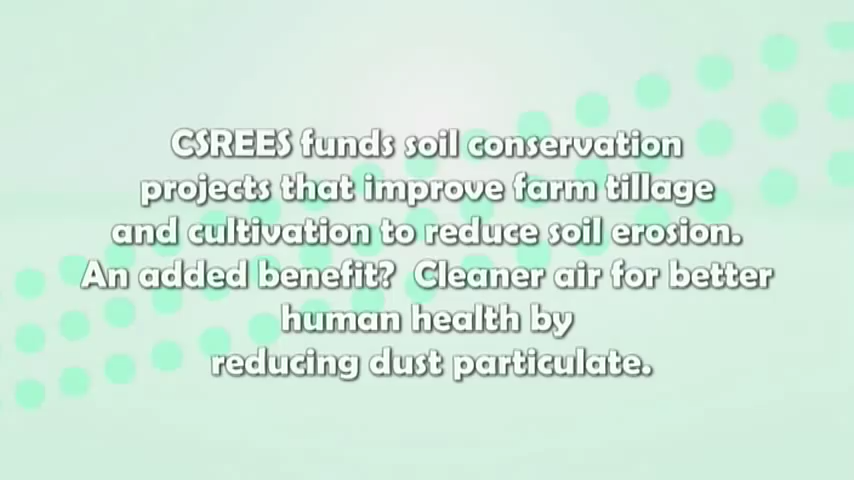 CSREES funds soil conservation
projects that improve farm tillage
and cultivation to reduce soil erosion.
An added benefit?  Cleaner air for better
human health by
reducing dust particulate.